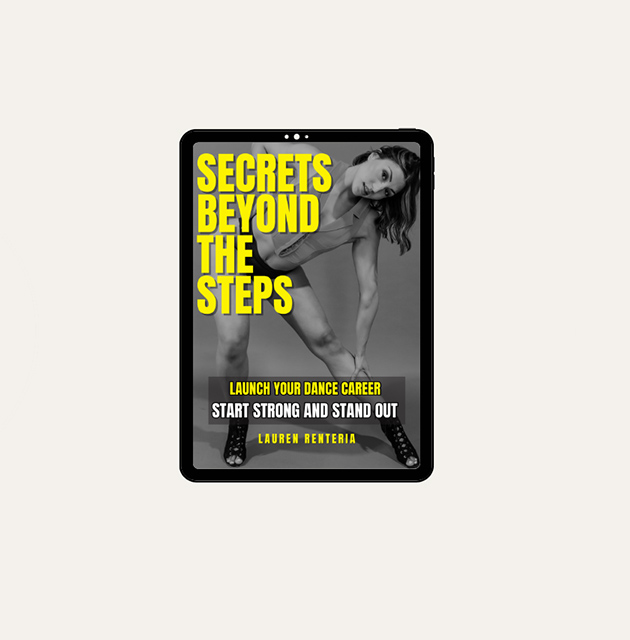 SECRETS
BEYOND
THE
STEPS
LAUNCH YOUR DANCE CAREER
START STRONG AND STAND OUT
LAUREN RENTERIA